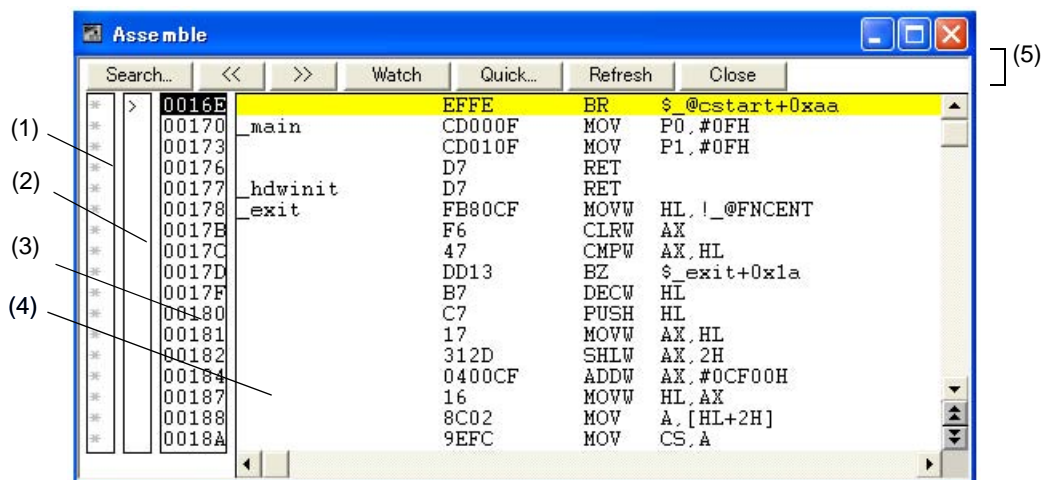 Assemble
(5)
Search... << >> Watch Quick... Refresh Close
* > 0016E EFFE BR $_@cstart+0xaa
(1)
* 00170 _main CD000F MOV P0,#0FH
* 00173 CD010F MOV P1,#0FH
* 00176 D7 RET
(2)
* 00177 _hdwinit D7 RET
* 00178 _exit FB80CF MOVW HL,!_@FNCENT
* 0017B F6 CLRW AX
(3)
* 0017C 47 CMPW AX,HL
* 0017D DD13 BZ $_exit+0x1a
* 0017F B7 DECW HL
(4)
* 00180 C7 PUSH HL
* 00181 17 MOVW AX,HL
* 00182 312D SHLW AX,2H
* 00184 0400CF ADDW AX,#0CF00H
* 00187 16 MOVW HL,AX
* 00188 8C02 MOV A,[HL+2H]
* 0018A 9EFC MOV CS,A